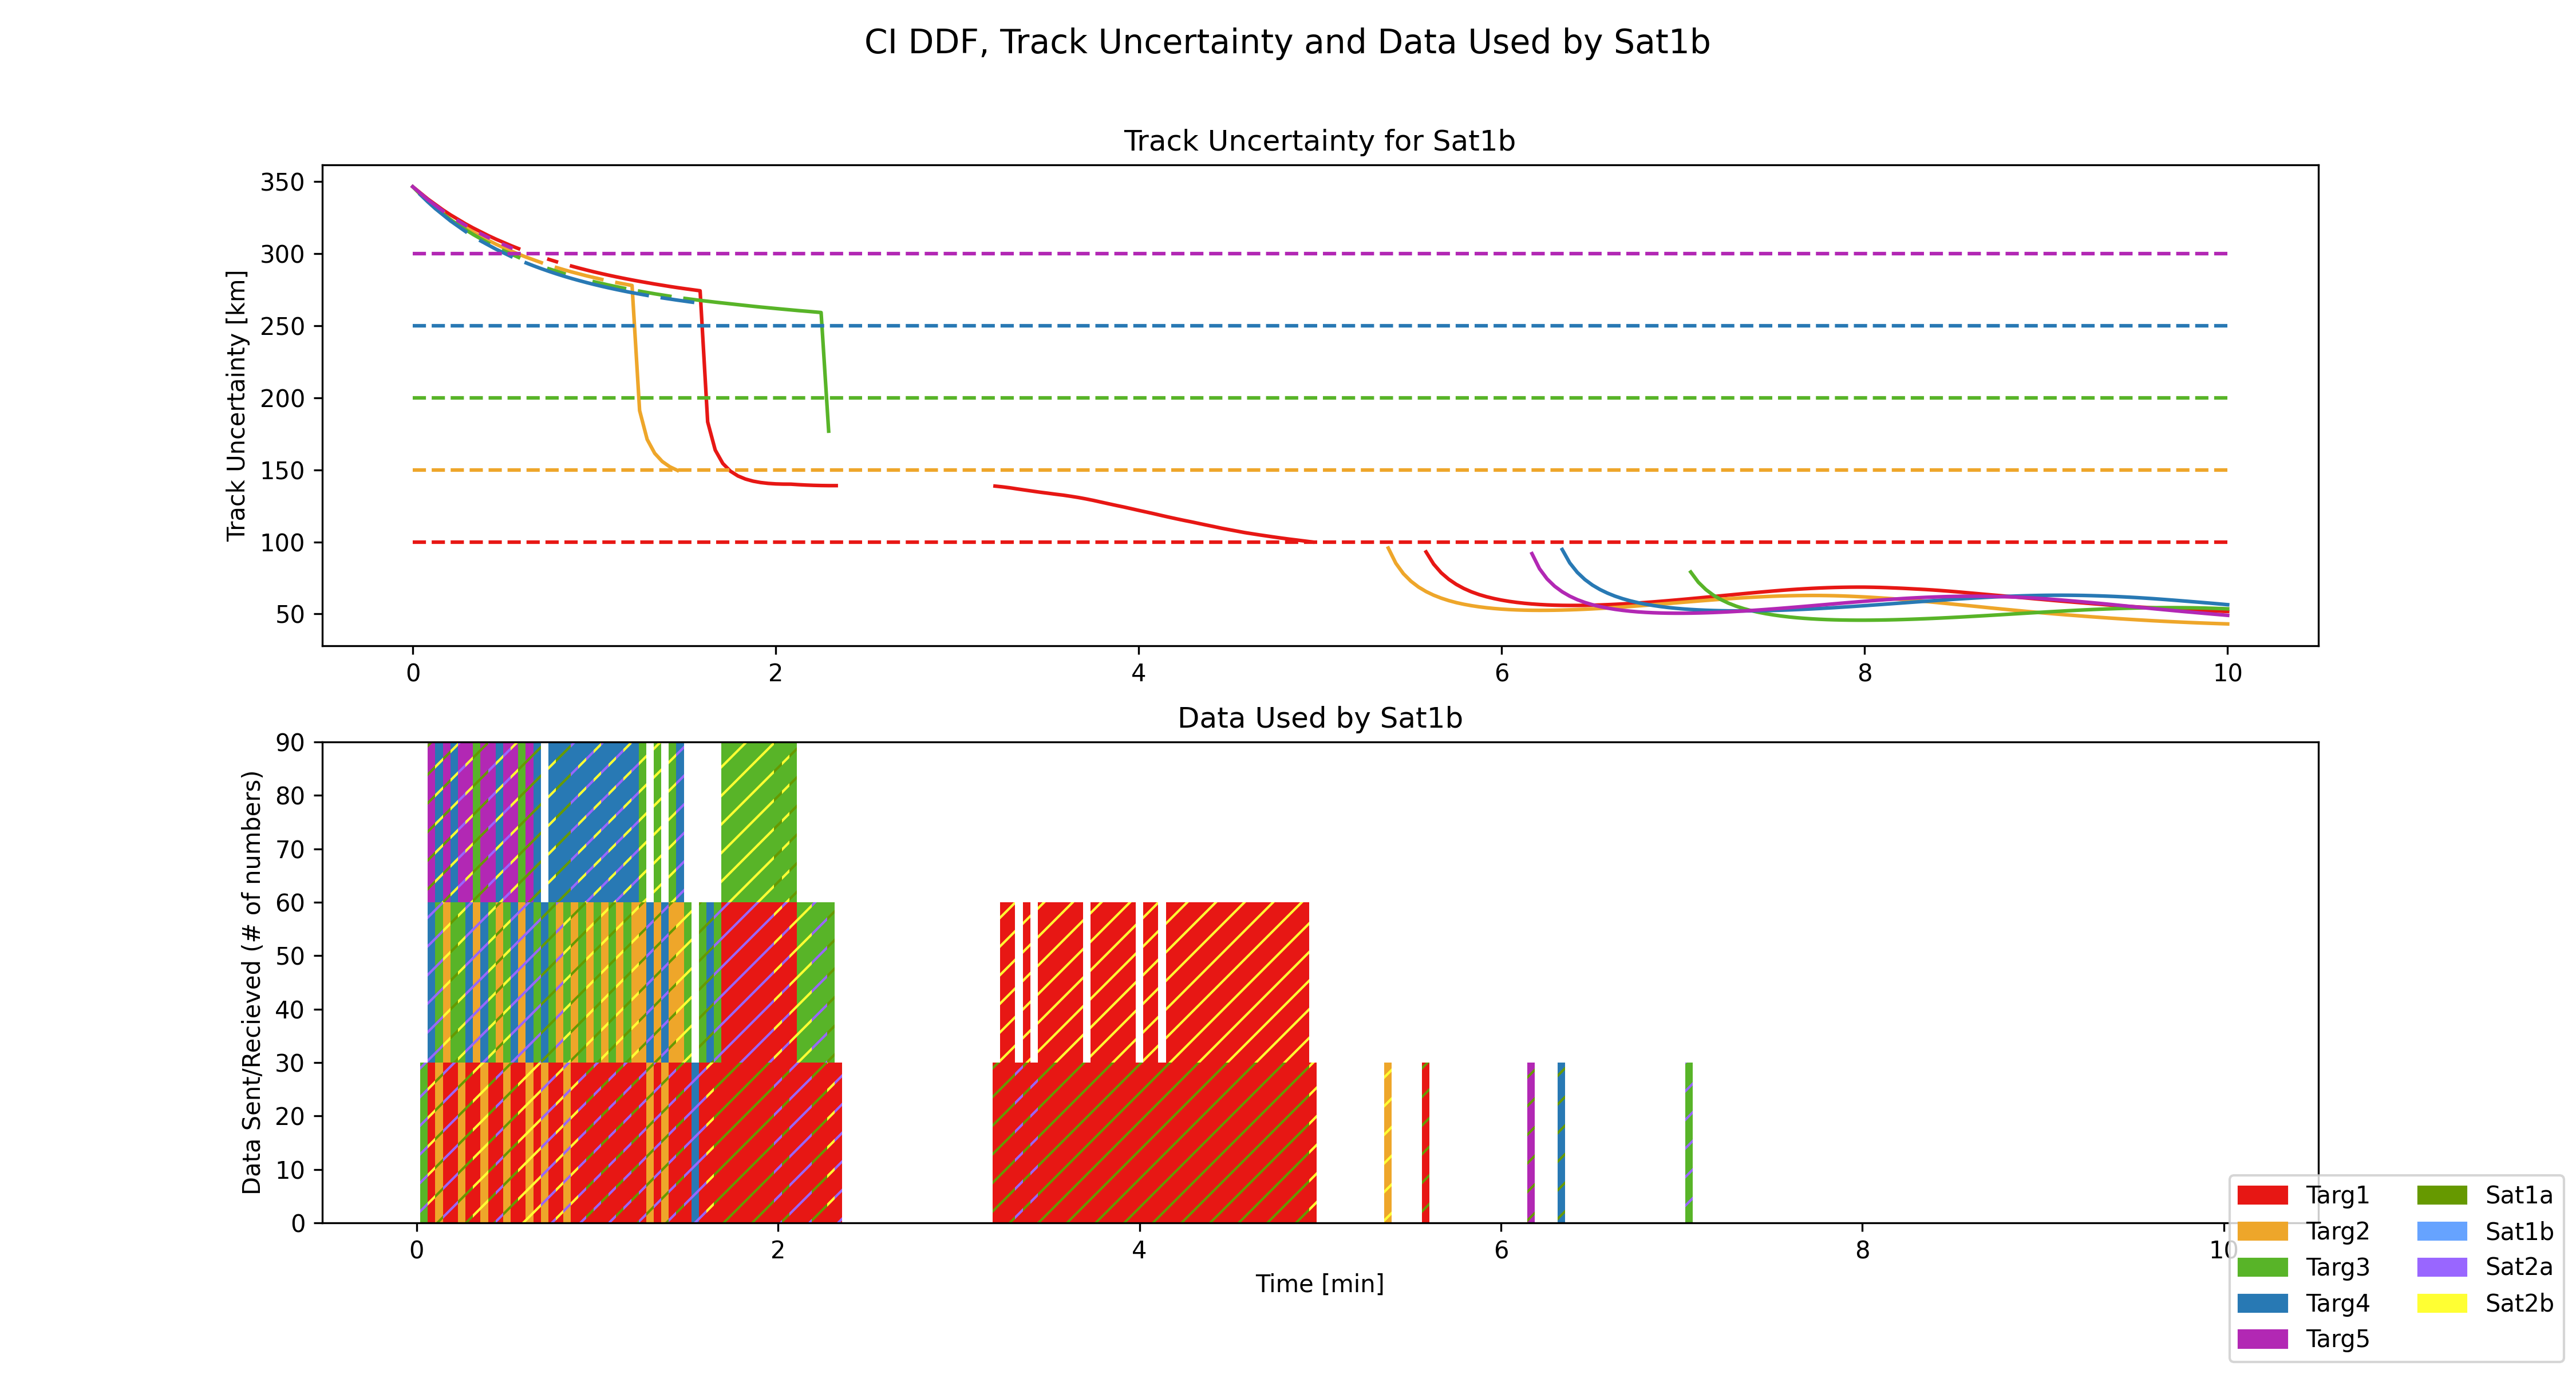 CI DDF, Track Uncertainty and Data Used by Sat1b
Track Uncertainty for Sat1b
Track Uncertainty [km]
350
300
250
200
150
100
50
0 2 4 6 8 10
Data Used by Sat1b
Data Sent/Recieved (# of numbers)
90
80
70
60
50
40
30
20
10
0
0 2 4 6 8 10
Time [min]
Targ1 Sat1a
Targ2 Sat1b
Targ3 Sat2a
Targ4 Sat2b
Targ5